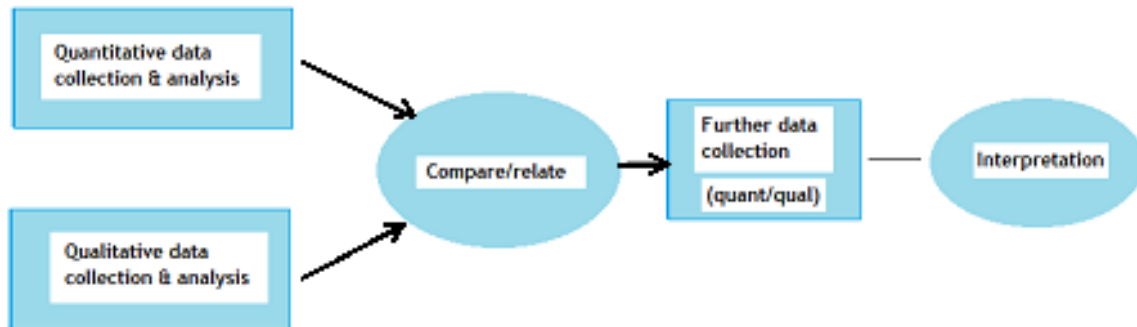 Quantitative data
collection & analysis
Qualitative data
collection & analysis
Compare/relate
Further data
collection
(quant/qual)
Interpretation